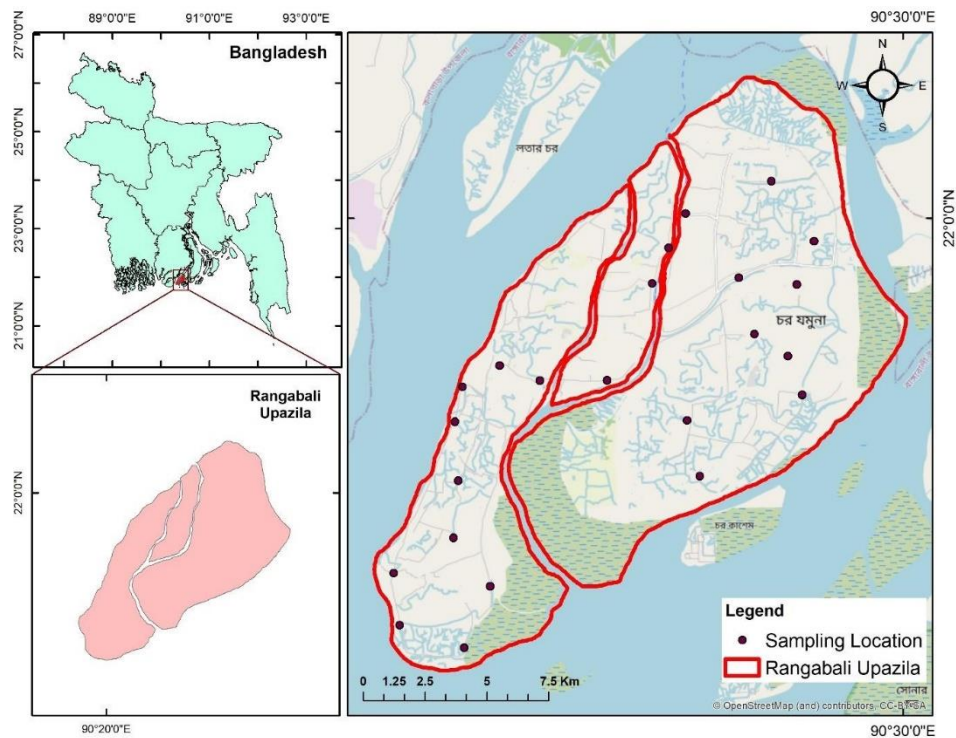 89°0'0"E
91°0'0"E
93°0'0"E
27°0'0"N
25°0'0"N
23°0'0"N
21°0'0"N
Bangladesh
Rangabali
Upazila
22°0'0"N
90°20'0"E
90°30'0"E
N
W
E
S
লতার চর
22°0'0"N
চর যমুনা
চর কাশেম
Legend
Sampling Location
Rangabali Upazila
0 1.25 2.5 5 7.5 Km
সোনার
চর
© OpenStreetMap (and) contributors, CC-BY-SA
90°30'0"E